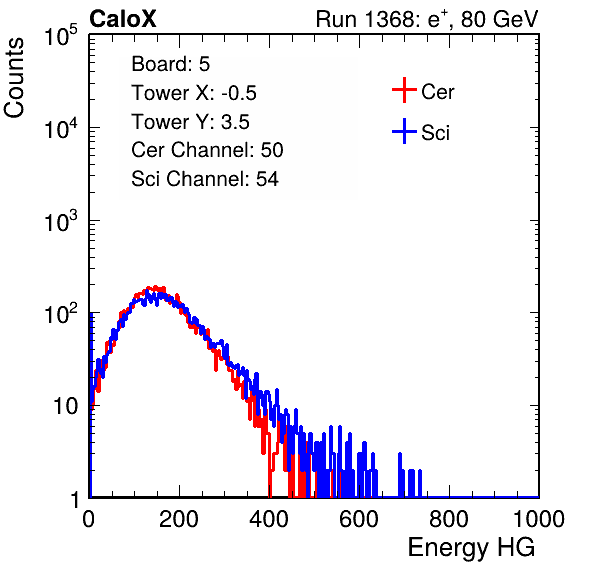 CaloX Run 1368: e⁺, 80 GeV
Counts
Board: 5
Tower X: -0.5
Tower Y: 3.5
Cer Channel: 50
Sci Channel: 54
Cer
Sci
10⁵
10⁴
10³
10²
10
1
0 200 400 600 800 1000
Energy HG